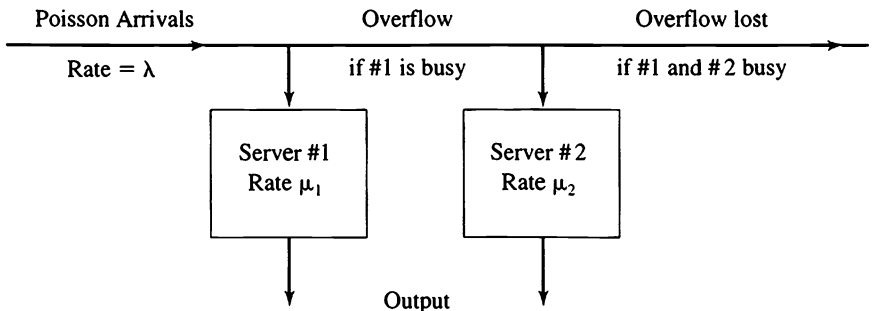 Poisson Arrivals
Overflow
Overflow lost
Rate = λ
if #1 is busy
if #1 and #2 busy
Server #1
Rate μ₁
Server #2
Rate μ₂
Output